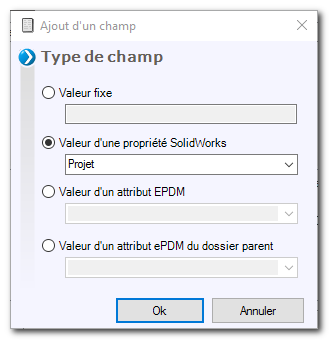 Ajout d'un champ
Type de champ
Valeur fixe
Valeur d'une propriété SolidWorks
Projet
Valeur d'un attribut EPDM
Valeur d'un attribut ePDM du dossier parent
Ok
Annuler